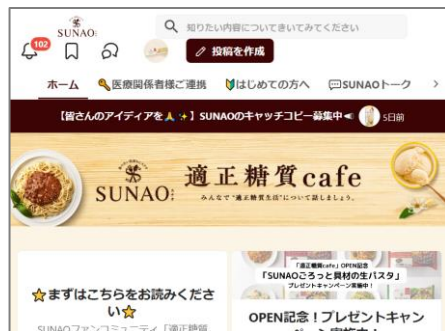 SUNAO
知りたい内容についてきいてみてください
102
投稿を作成
ホーム
医療関係者様ご連携
はじめての方へ
SUNAOトーク
【皆さんのアイディアを🙏✨】SUNAOのキャッチコピー募集中
5日前
SUNAO
適正糖質cafe
みんなで“適正糖質生活”について話しましょう。
⭐まずはこちらをお読みくださ
い⭐
SUNAOファンコミュニティ「適正糖質
「適正糖質cafe」OPEN記念
「SUNAOごろっと具材の生パスタ」
プレゼントキャンペーン実施中！
OPEN記念！プレゼントキャン